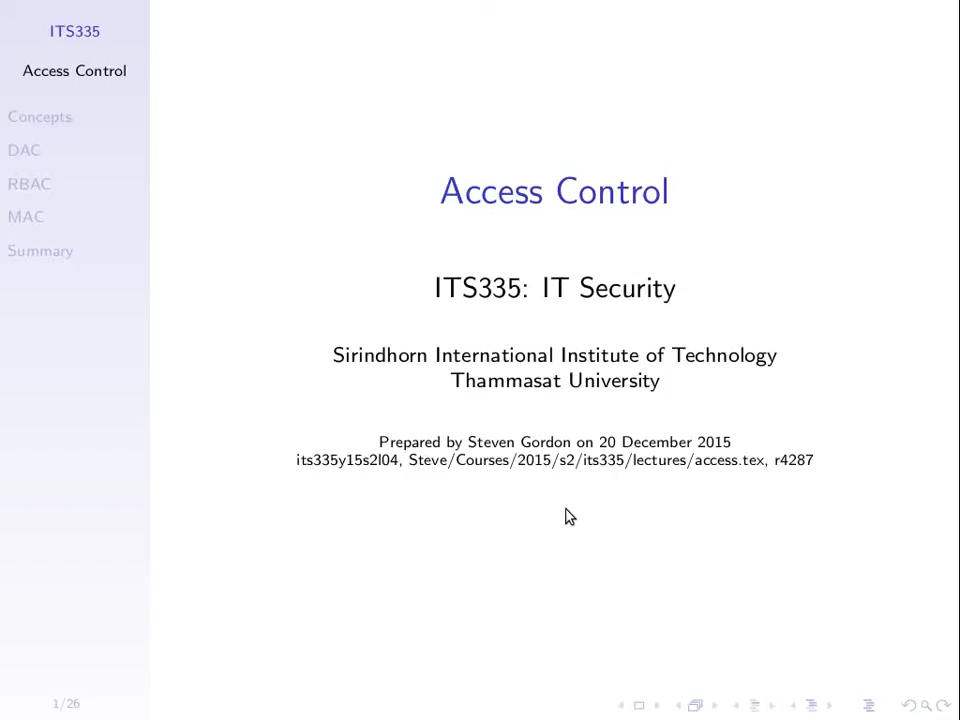 ITS335
Access Control
Concepts
DAC
RBAC
MAC
Summary
Access Control
ITS335: IT Security
Sirindhorn International Institute of Technology
Thammasat University
Prepared by Steven Gordon on 20 December 2015
its335y15s2l04, Steve/Courses/2015/s2/its335/lectures/access.tex, r4287
1/26